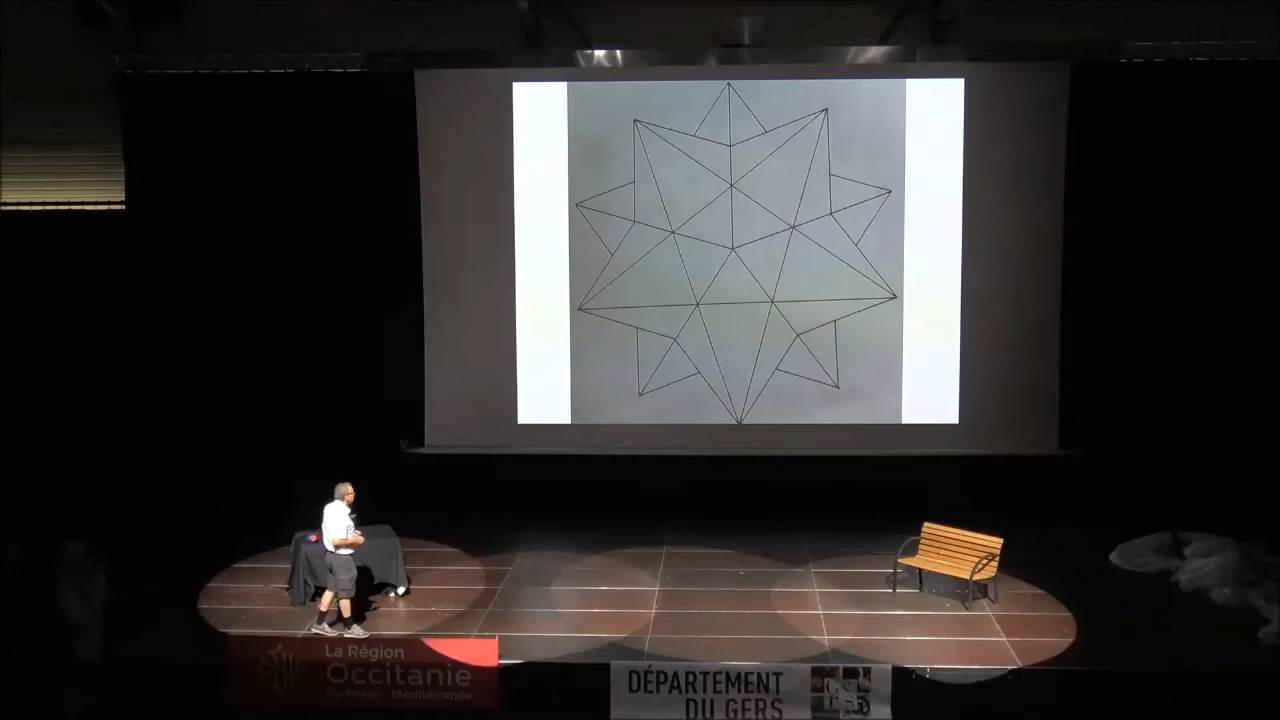 La Région
Occitanie
Pyrénées Méditerranée
DÉPARTEMENT
DU GERS